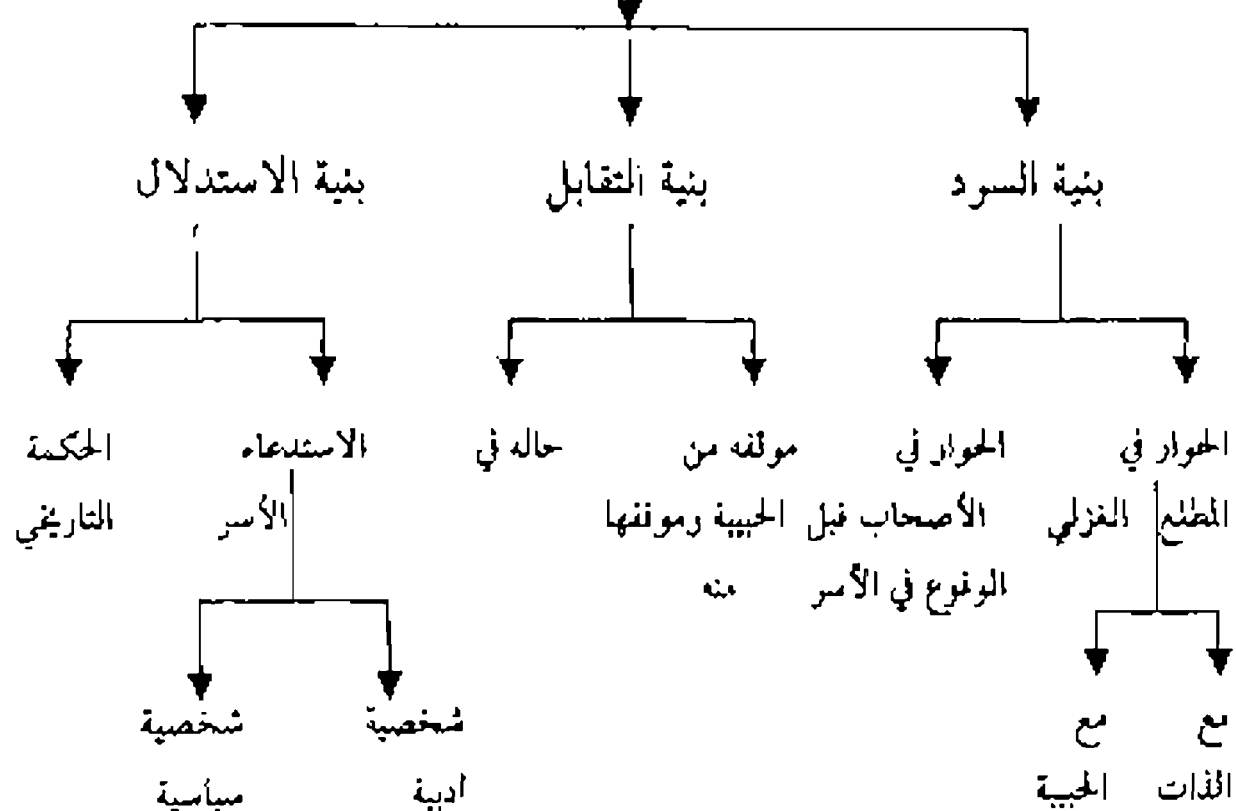 بنية السرد بنية التقابل بنية الاستدلال
الحوار في الحوار في موقفه من حاله في الاستدعاء الحكمة
المطلع الغزلي الأصحاب قبل الحبيبة وموقفها الأسر التاريخي
الوقوع في الأسر منه
مع مع شخصية شخصية
الذات الحبيبة ادبية سياسية